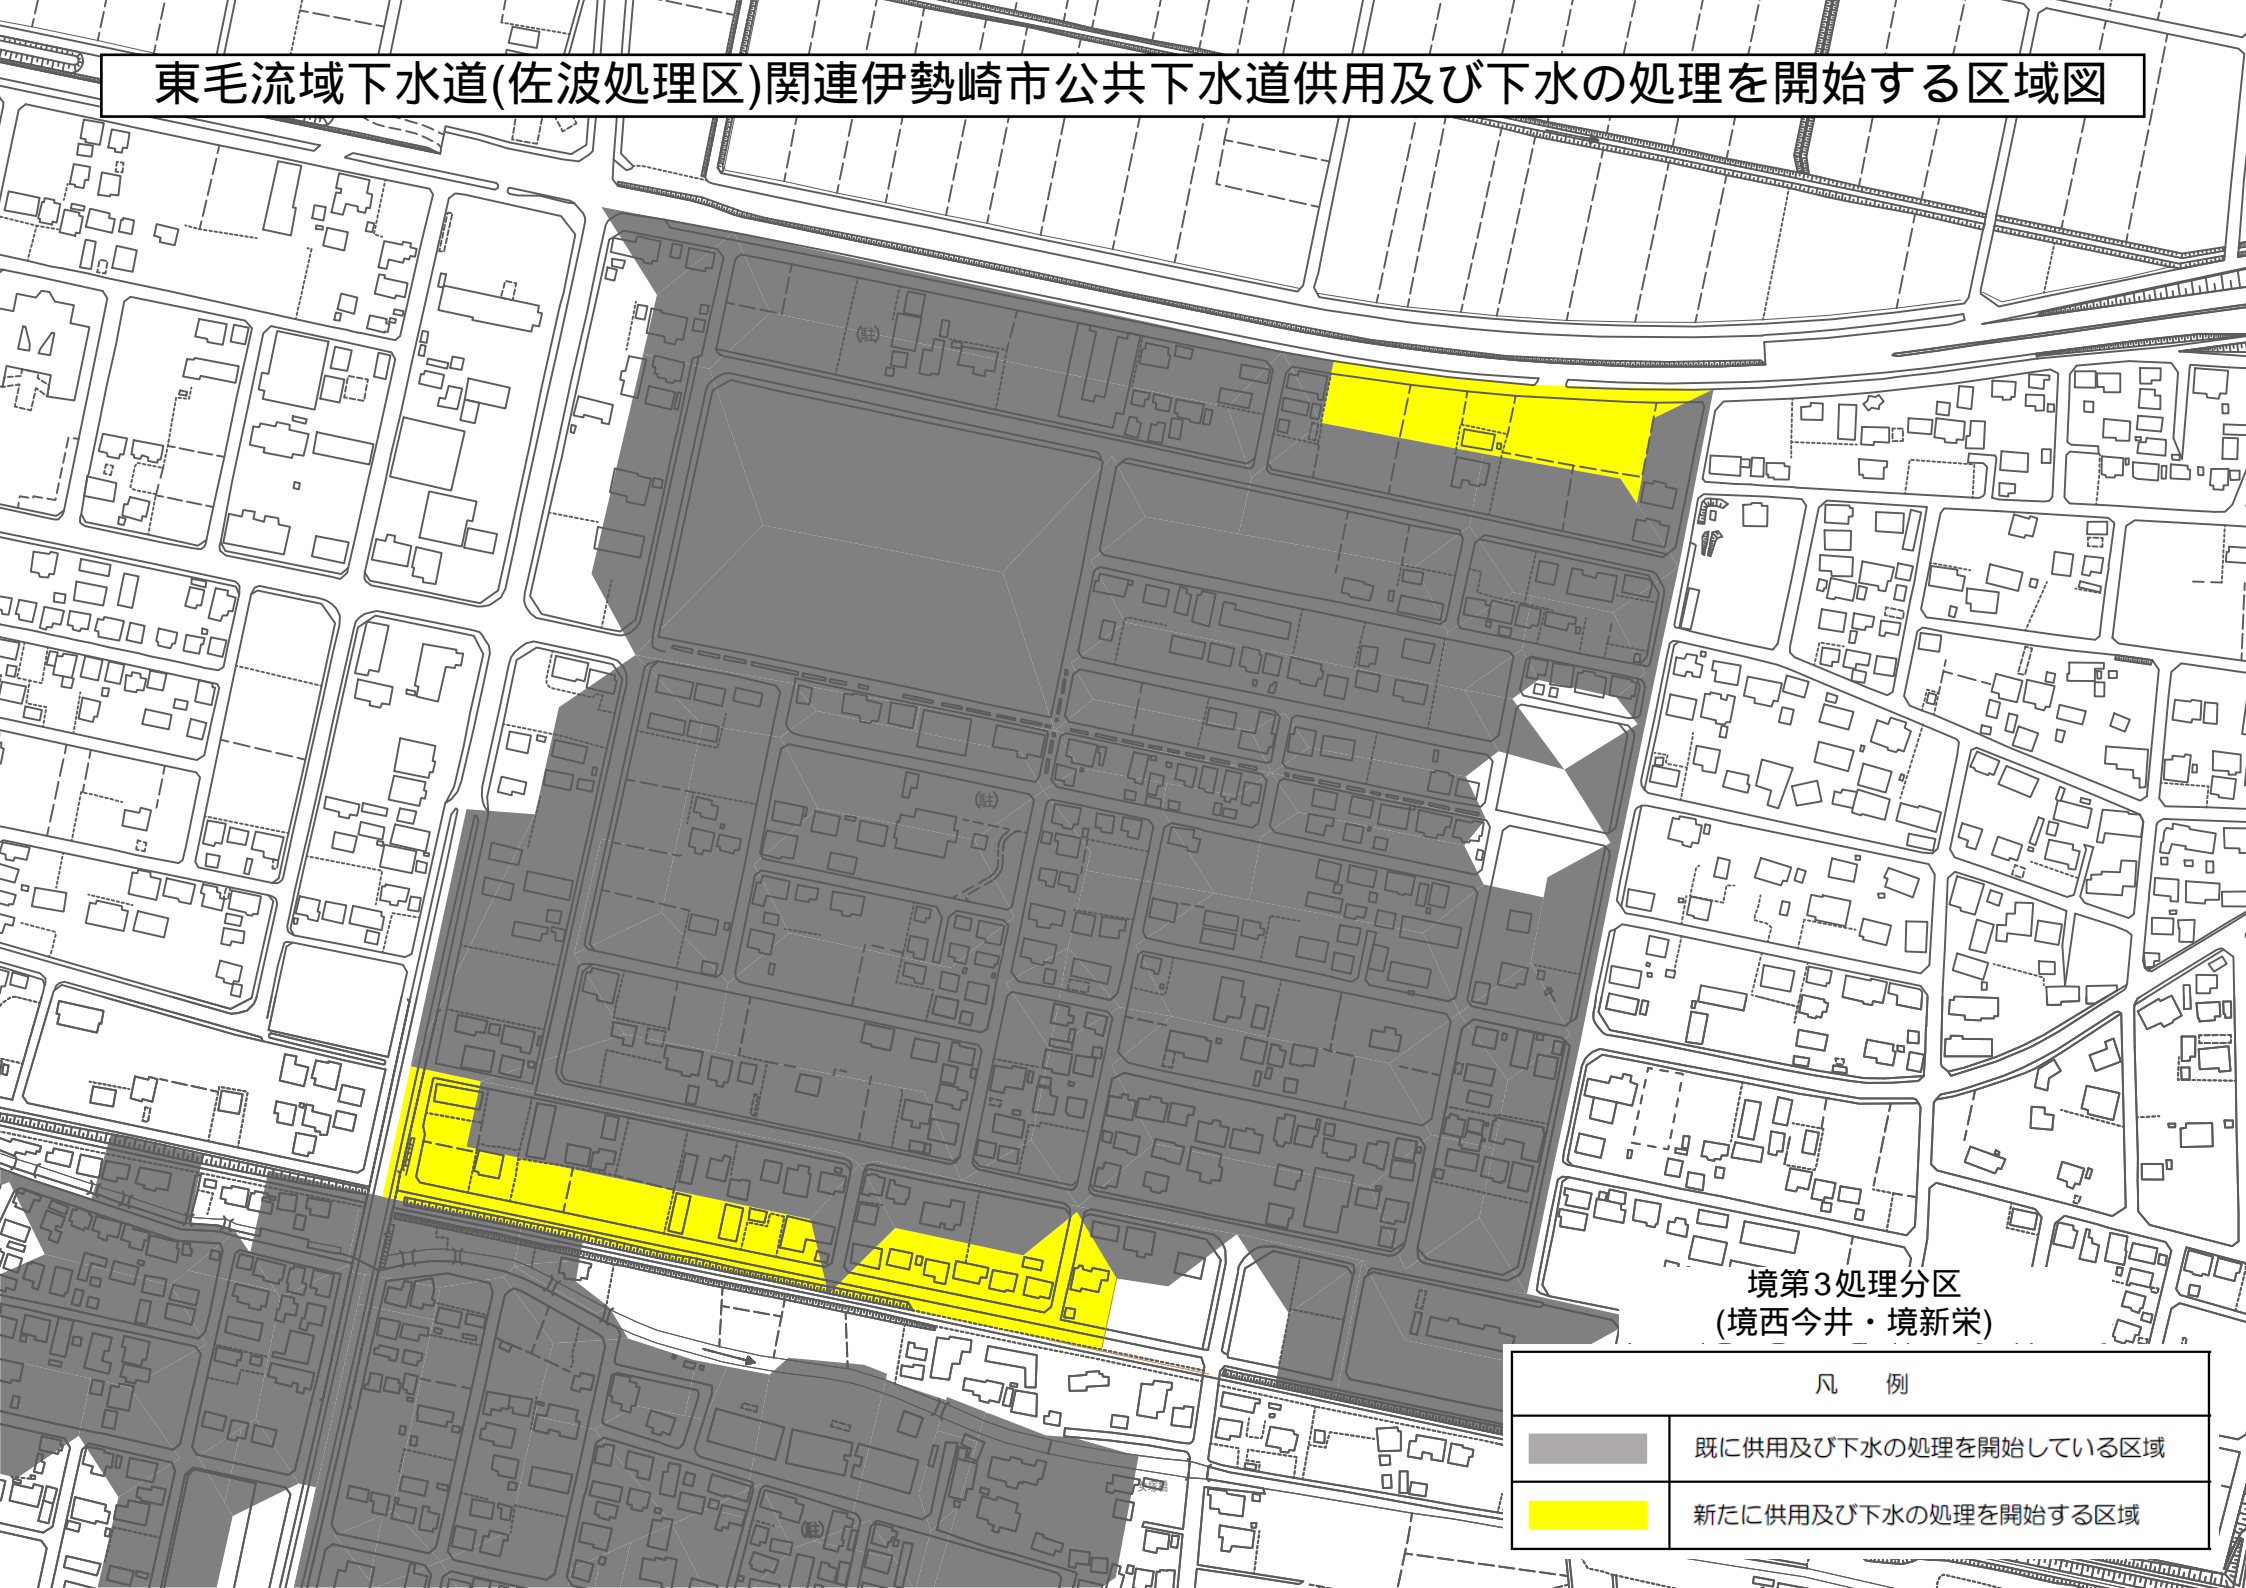 東毛流域下水道(佐波処理区)関連伊勢崎市公共下水道供用及び下水の処理を開始する区域図
(駐)
(駐)
境第3処理分区
(境西今井・境新栄)
凡 例
既に供用及び下水の処理を開始している区域
新たに供用及び下水の処理を開始する区域
(駐)